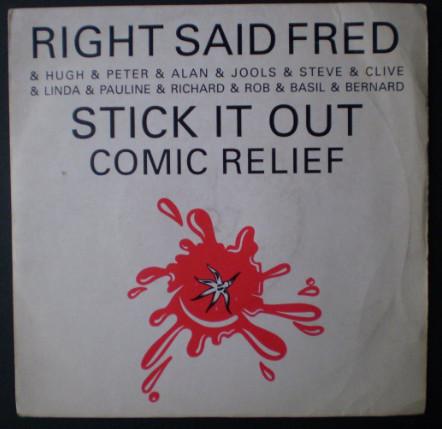 RIGHT SAID FRED
& HUGH & PETER & ALAN & JOOLS & STEVE & CLIVE
& LINDA & PAULINE & RICHARD & ROB & BASIL & BERNARD
STICK IT OUT
COMIC RELIEF